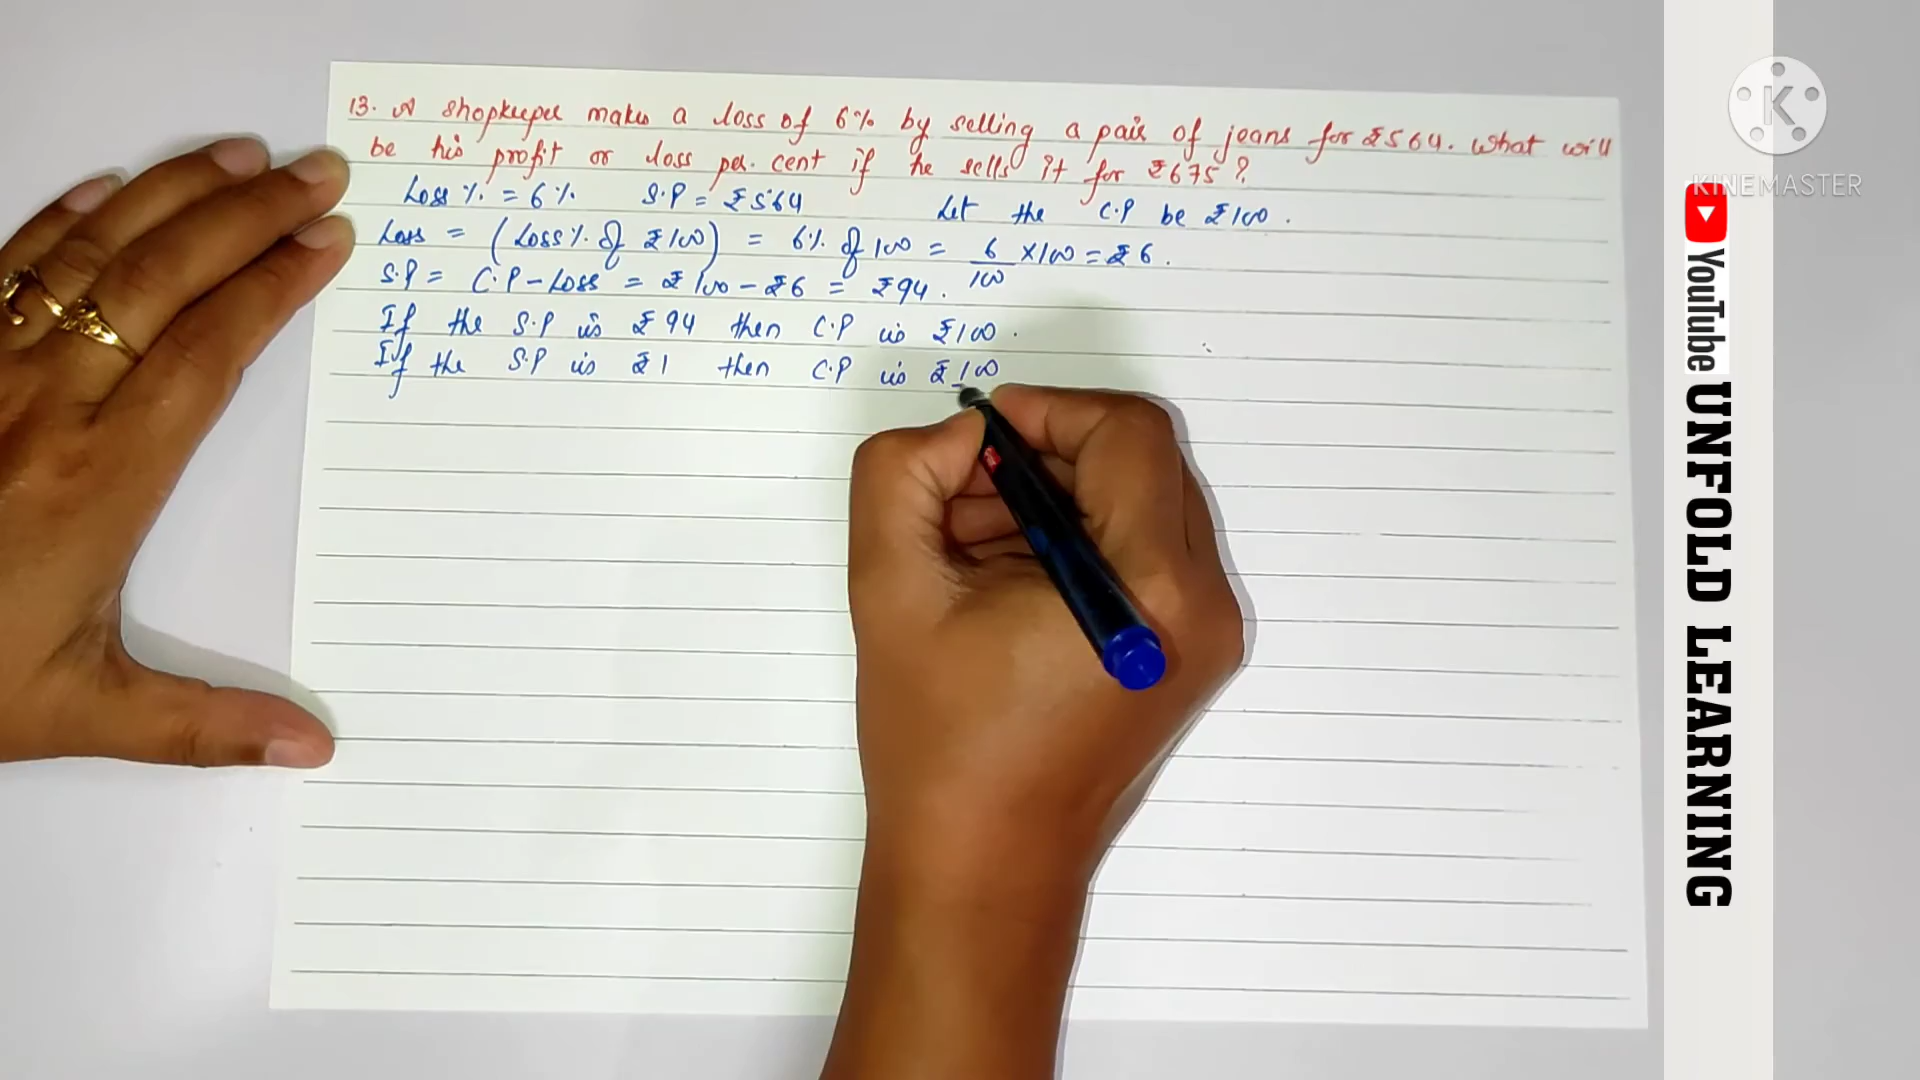 13. A shopkeeper makes a loss of 6% by selling a pair of jeans for ₹564. What will
be his profit or loss per. cent if he sells it for ₹675?
Loss % = 6% S.P = ₹564 Let the C.P be ₹100.
Loss = (Loss% of ₹100) = 6% of 100 = 6/100 × 100 = ₹6.
S.P = C.P - Loss = ₹100 - ₹6 = ₹94.
If the S.P is ₹94 then C.P is ₹100.
If the S.P is ₹1 then C.P is ₹100
K
KINEMASTER
YouTube UNFOLD LEARNING